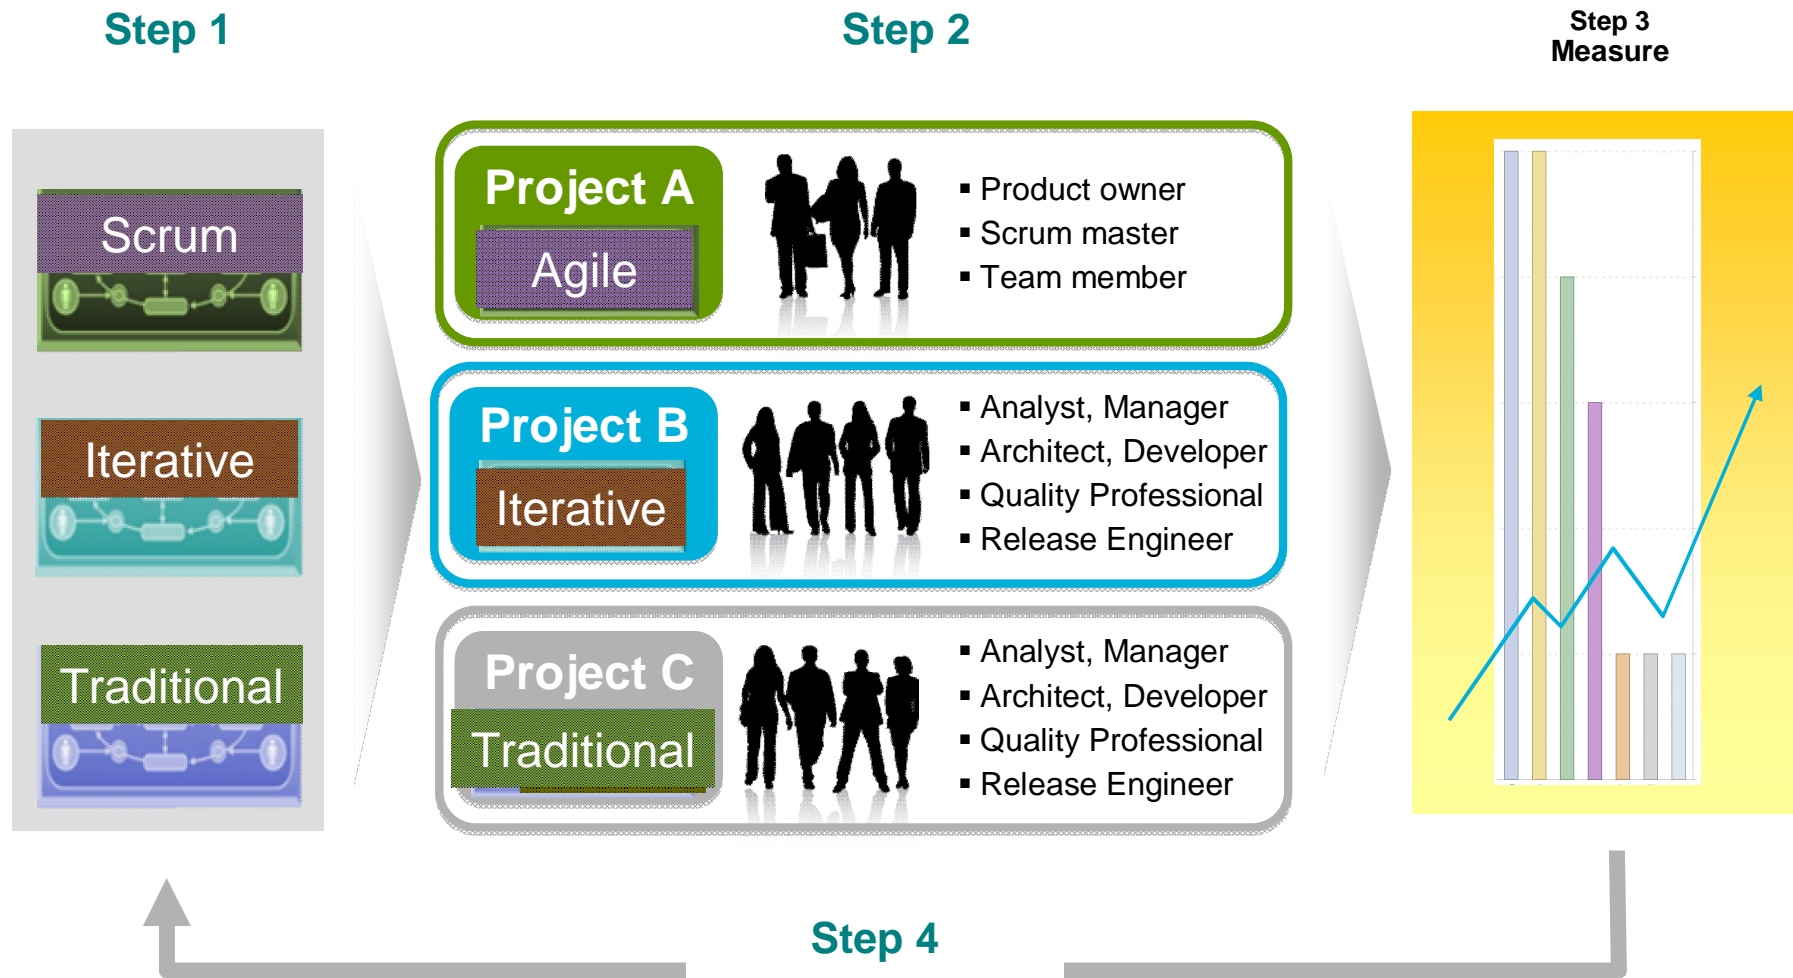 Step 1
Step 2
Step 3
Measure
Scrum
Iterative
Traditional
Project A
Agile
▪ Product owner
▪ Scrum master
▪ Team member
Project B
Iterative
▪ Analyst, Manager
▪ Architect, Developer
▪ Quality Professional
▪ Release Engineer
Project C
Traditional
▪ Analyst, Manager
▪ Architect, Developer
▪ Quality Professional
▪ Release Engineer
Step 4